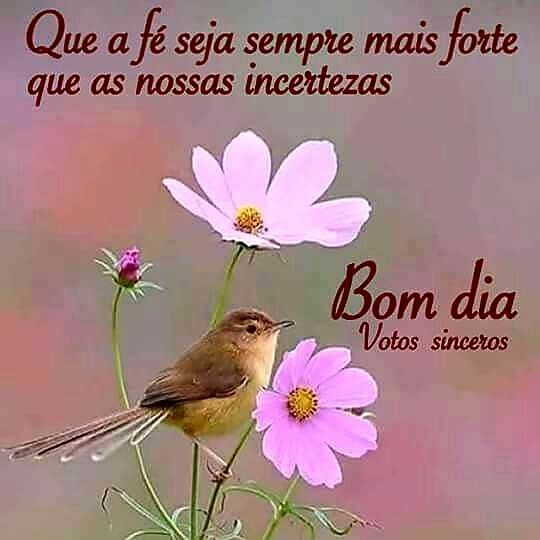 Que a fé seja sempre mais forte
que as nossas incertezas
Bom dia
Votos sinceros